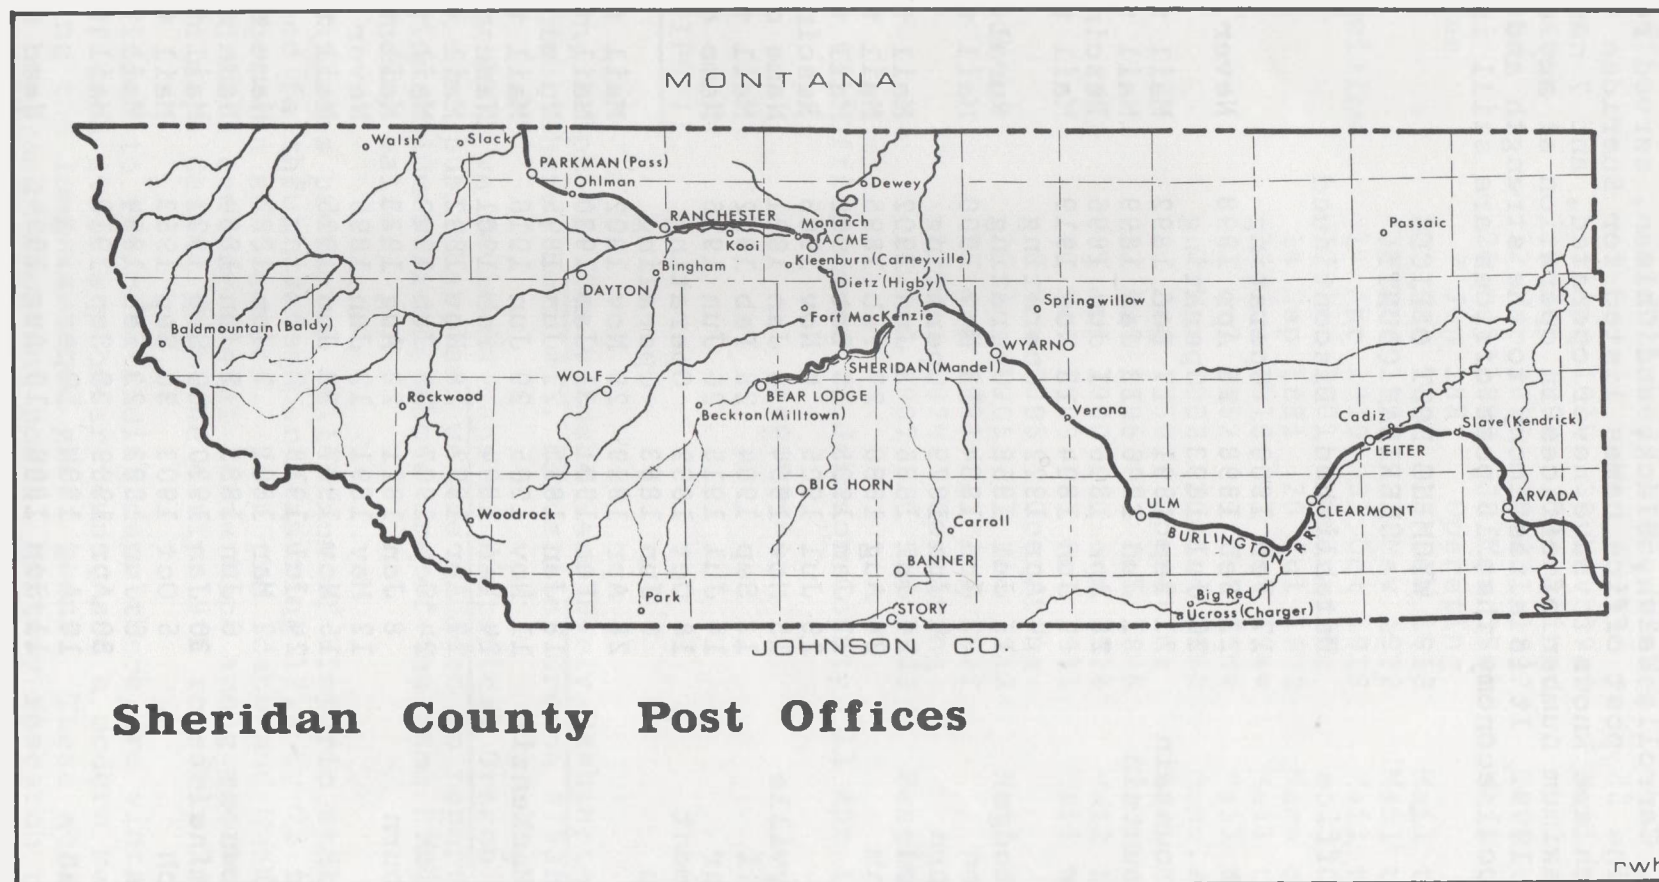 MONTANA
Walsh
Slack
PARKMAN (Pass)
Ohlman
Dewey
RANCHESTER
Monarch
Kooi
ACME
Passaic
Kleenburn (Carneyville)
Bingham
DAYTON
Dietz (Higby)
Springwillow
Fort MacKenzie
Baldmountain (Baldy)
WYARNO
SHERIDAN (Mandel)
WOLF
BEAR LODGE
Rockwood
Beckton (Milltown)
Verona
Cadiz
Slave (Kendrick)
LEITER
BIG HORN
ARVADA
ULM
CLEARMONT
Woodrock
Carroll
BURLINGTON RR
BANNER
Park
Big Red
STORY
Ucross (Charger)
JOHNSON CO.
Sheridan County Post Offices
rwh